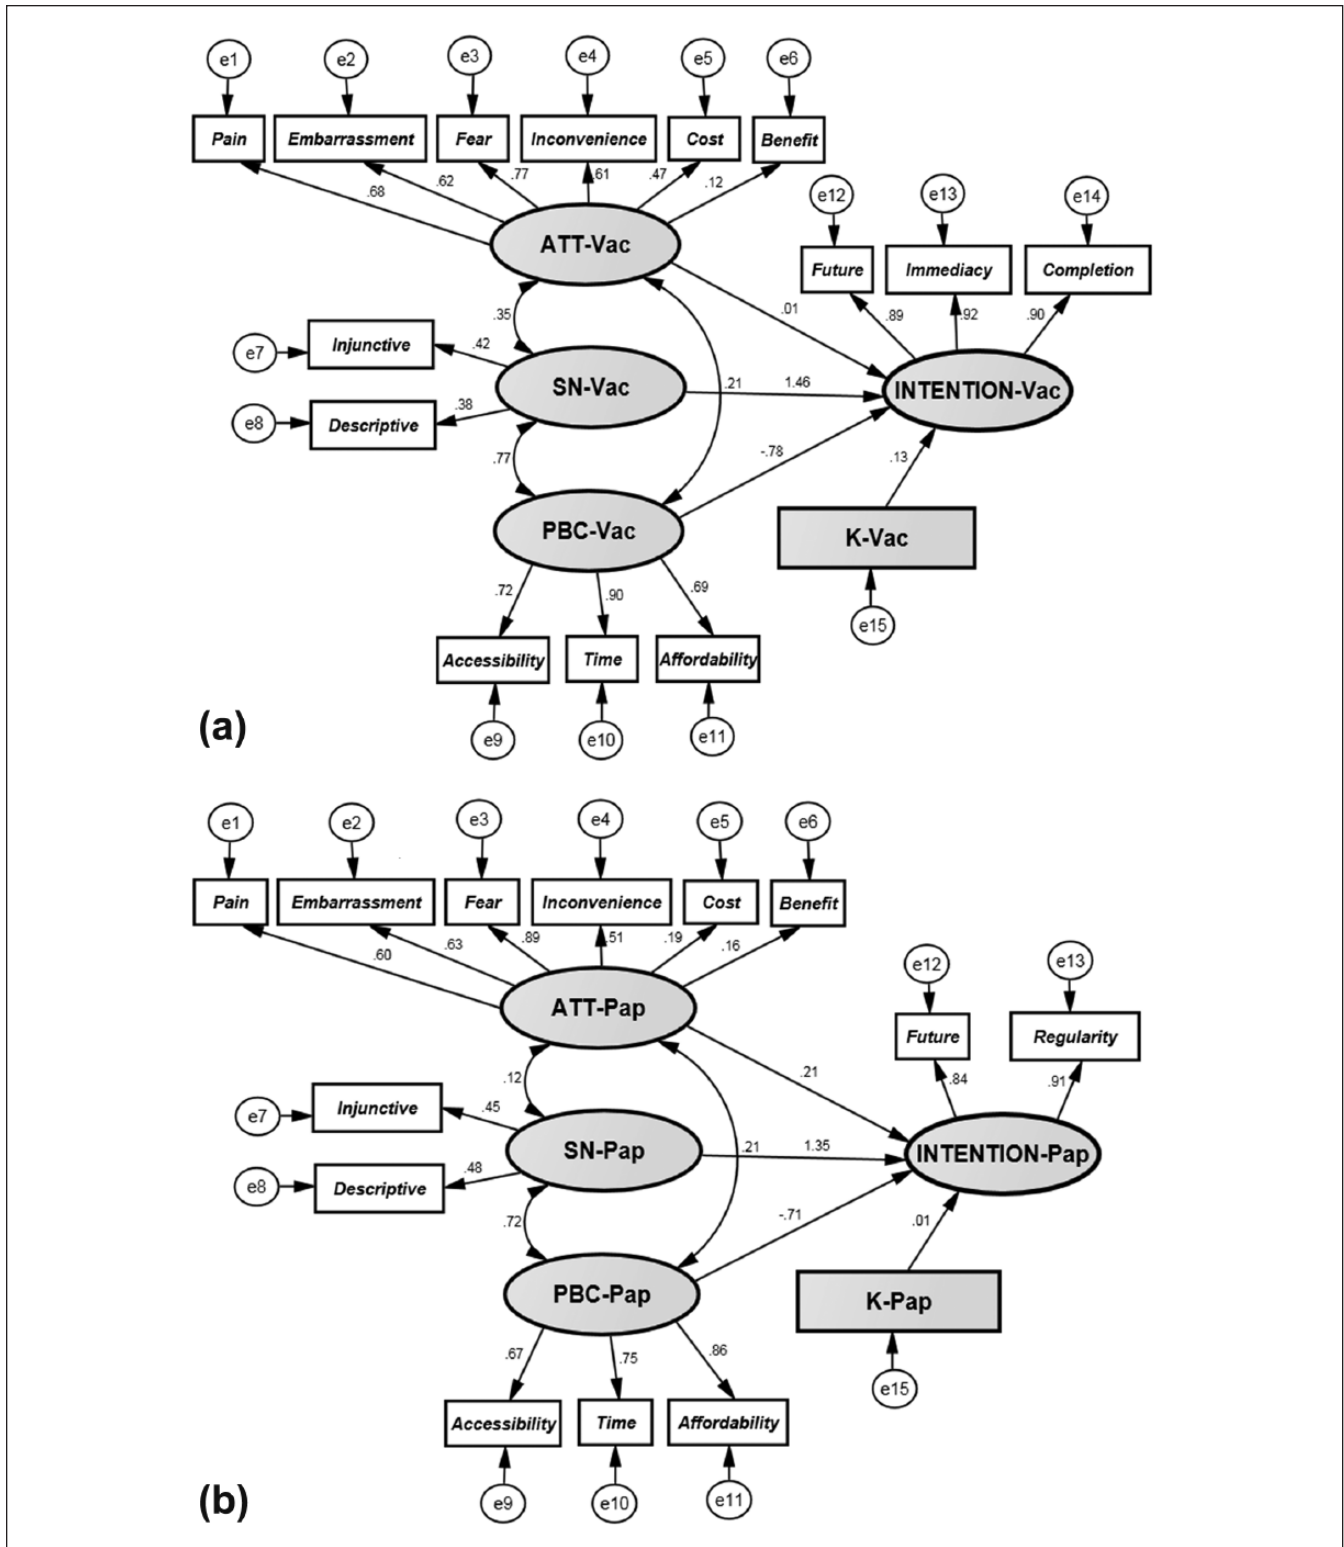 e1 e2 e3 e4 e5 e6
Pain Embarrassment Fear Inconvenience Cost Benefit
.68 .62 .77 .61 .47 .12
e12 e13 e14
ATT-Vac
Future Immediacy Completion
.01 .89 .92 .90
.35
e7 Injunctive .42
SN-Vac .21 1.46 INTENTION-Vac
e8 Descriptive .38
.77 -.78 .13
PBC-Vac K-Vac
.72 .90 .69
e15
Accessibility Time Affordability
(a)
e9 e10 e11
e1 e2 e3 e4 e5 e6
Pain Embarrassment Fear Inconvenience Cost Benefit
.60 .63 .89 .51 .19 .16
e12 e13
ATT-Pap
Future Regularity
.12 .21 .84 .91
e7 Injunctive .45
SN-Pap .21 1.35 INTENTION-Pap
e8 Descriptive .48
.72 -.71 .01
PBC-Pap K-Pap
.67 .75 .86
e15
Accessibility Time Affordability
(b)
e9 e10 e11